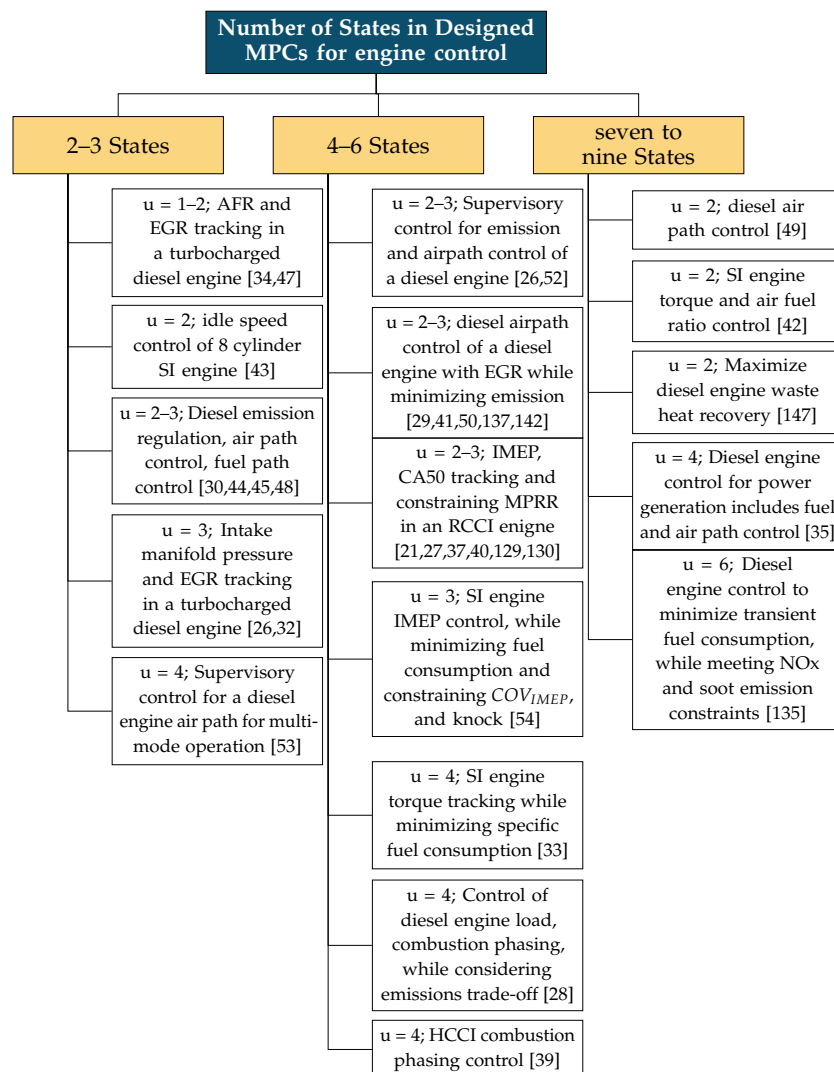 Number of States in Designed
MPCs for engine control
2–3 States
u = 1–2; AFR and
EGR tracking in
a turbocharged
diesel engine [34,47]
u = 2; idle speed
control of 8 cylinder
SI engine [43]
u = 2–3; Diesel emission
regulation, air path
control, fuel path
control [30,44,45,48]
u = 3; Intake
manifold pressure
and EGR tracking
in a turbocharged
diesel engine [26,32]
u = 4; Supervisory
control for a diesel
engine air path for multi-
mode operation [53]
4–6 States
u = 2–3; Supervisory
control for emission
and airpath control of
a diesel engine [26,52]
u = 2–3; diesel airpath
control of a diesel
engine with EGR while
minimizing emission
[29,41,50,137,142]
u = 2–3; IMEP,
CA50 tracking and
constraining MPRR
in an RCCI enigne
[21,27,37,40,129,130]
u = 3; SI engine
IMEP control, while
minimizing fuel
consumption and
constraining COV_IMEP,
and knock [54]
u = 4; SI engine
torque tracking while
minimizing specific
fuel consumption [33]
u = 4; Control of
diesel engine load,
combustion phasing,
while considering
emissions trade-off [28]
u = 4; HCCI combustion
phasing control [39]
seven to
nine States
u = 2; diesel air
path control [49]
u = 2; SI engine
torque and air fuel
ratio control [42]
u = 2; Maximize
diesel engine waste
heat recovery [147]
u = 4; Diesel engine
control for power
generation includes fuel
and air path control [35]
u = 6; Diesel
engine control to
minimize transient
fuel consumption,
while meeting NOx
and soot emission
constraints [135]